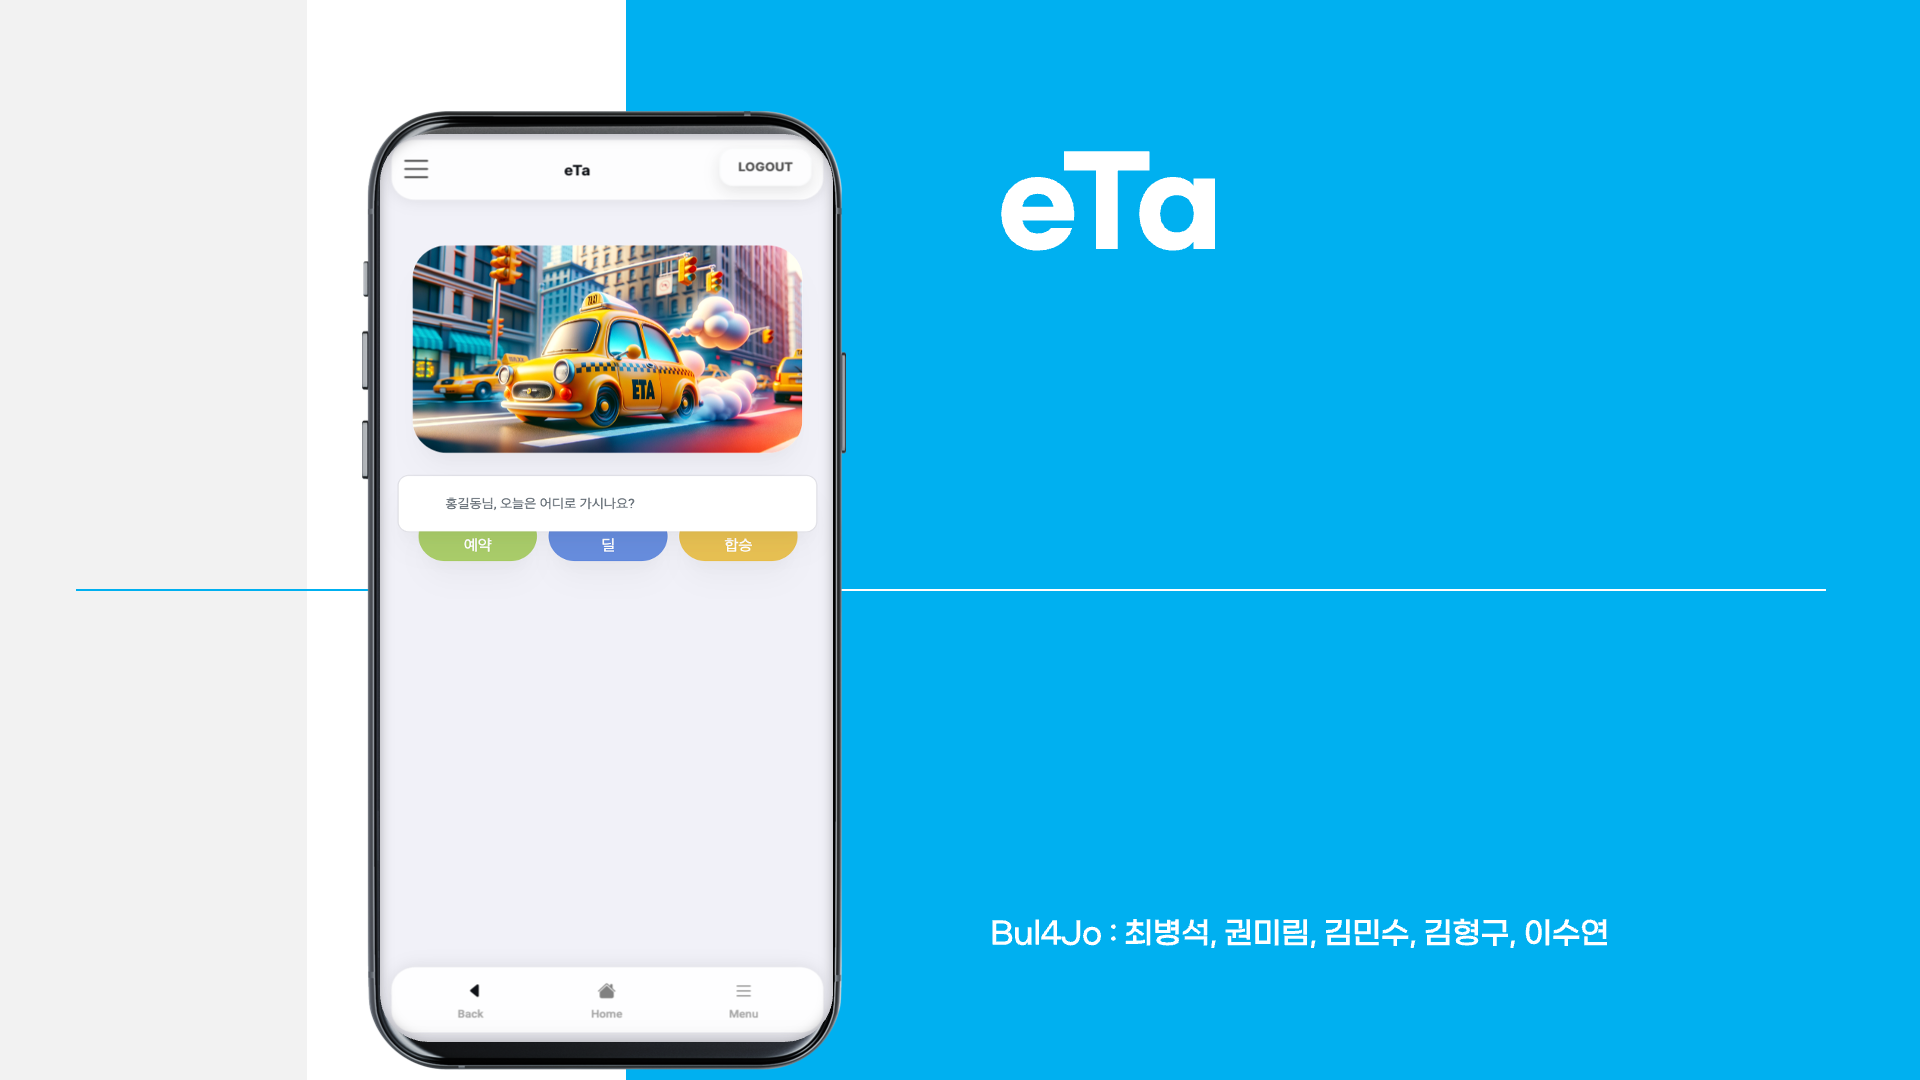 eTa
LOGOUT
TAXI
ETA
홍길동님, 오늘은 어디로 가시나요?
예약
딜
합승
Back
Home
Menu
eTa
Bul4Jo : 최병석, 권미림, 김민수, 김형구, 이수연